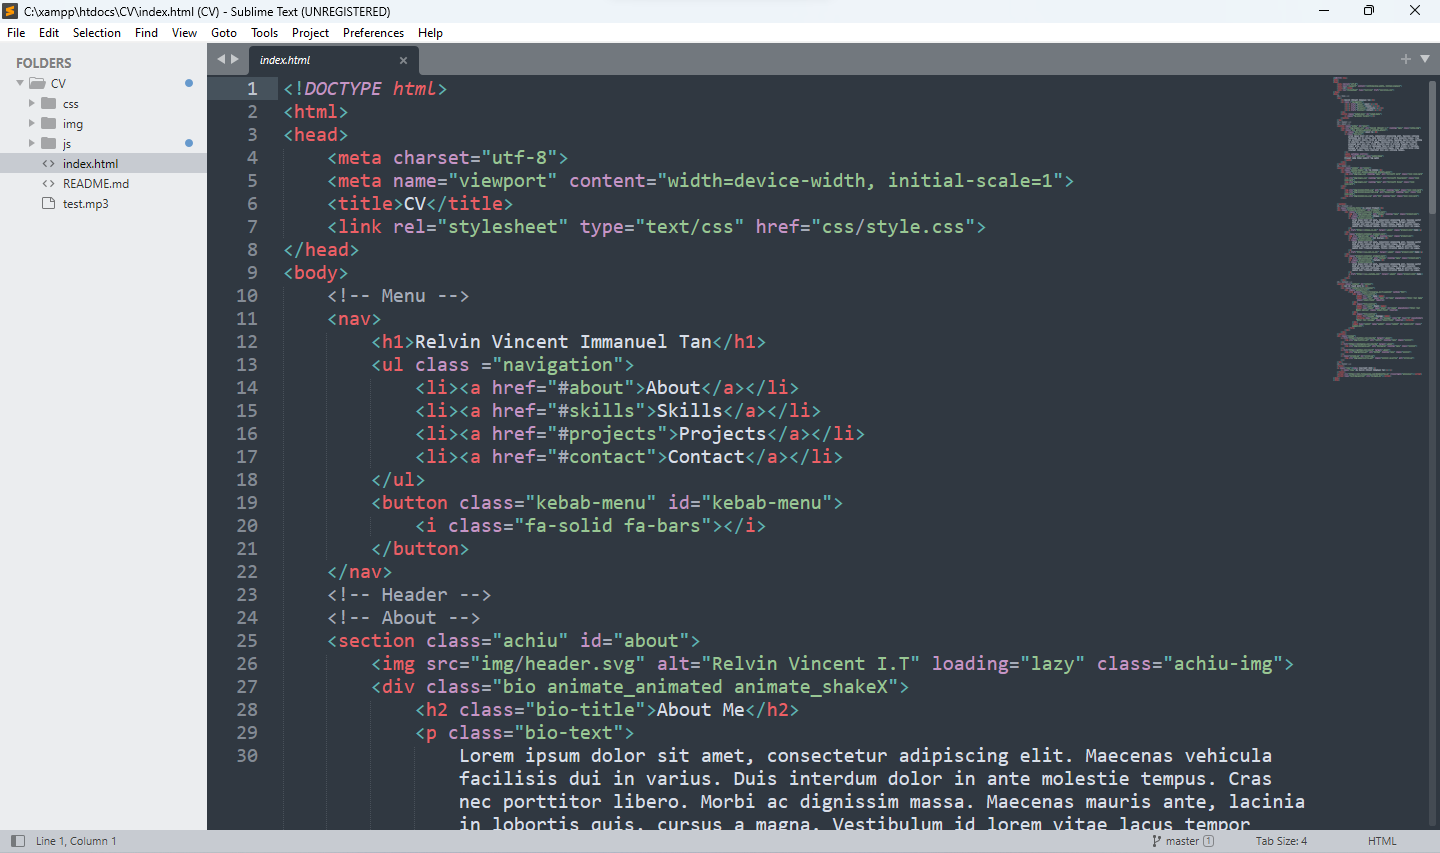 C:\xampp\htdocs\CV\index.html (CV) - Sublime Text (UNREGISTERED)
File Edit Selection Find View Goto Tools Project Preferences Help
FOLDERS
CV
css
img
js
index.html
README.md
test.mp3
index.html
1 <!DOCTYPE html>
2 <html>
3 <head>
4 <meta charset="utf-8">
5 <meta name="viewport" content="width=device-width, initial-scale=1">
6 <title>CV</title>
7 <link rel="stylesheet" type="text/css" href="css/style.css">
8 </head>
9 <body>
10 <!-- Menu -->
11 <nav>
12 <h1>Relvin Vincent Immanuel Tan</h1>
13 <ul class ="navigation">
14 <li><a href="#about">About</a></li>
15 <li><a href="#skills">Skills</a></li>
16 <li><a href="#projects">Projects</a></li>
17 <li><a href="#contact">Contact</a></li>
18 </ul>
19 <button class="kebab-menu" id="kebab-menu">
20 <i class="fa-solid fa-bars"></i>
21 </button>
22 </nav>
23 <!-- Header -->
24 <!-- About -->
25 <section class="achiu" id="about">
26 <img src="img/header.svg" alt="Relvin Vincent I.T" loading="lazy" class="achiu-img">
27 <div class="bio animate_animated animate_shakeX">
28 <h2 class="bio-title">About Me</h2>
29 <p class="bio-text">
30 Lorem ipsum dolor sit amet, consectetur adipiscing elit. Maecenas vehicula
facilisis dui in varius. Duis interdum dolor in ante molestie tempus. Cras
nec porttitor libero. Morbi ac dignissim massa. Maecenas mauris ante, lacinia
in lobortis quis, cursus a magna. Vestibulum id lorem vitae lacus tempor
Line 1, Column 1
master 1
Tab Size: 4
HTML